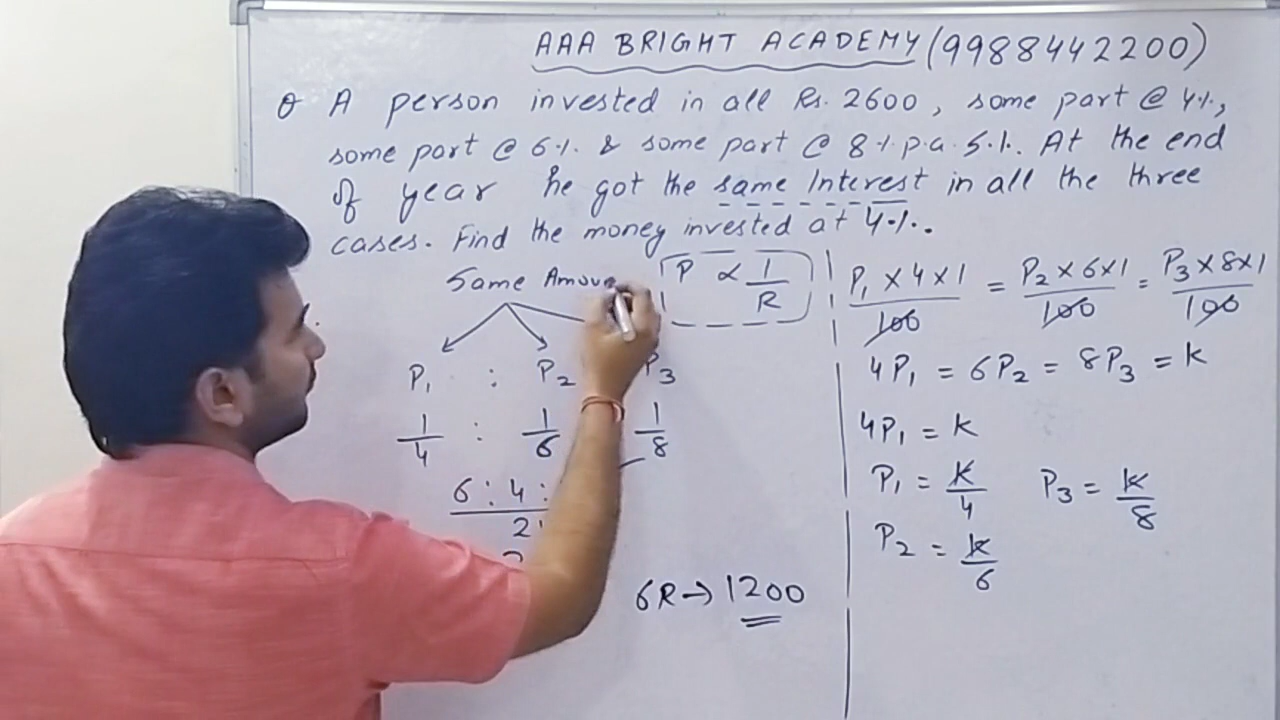 AAA BRIGHT ACADEMY (9988442200)
Q A person invested in all Rs. 2600, some part @ 4%,
some part @ 6% & some part @ 8% p.a. S.I. At the end
of year he got the same Interest in all the three
cases. Find the money invested at 4%.
Same Amou
P ∝ 1/R
P₁ : P₂ P₃
1/4 : 1/6 1/8
6 : 4 :
2
6R → 1200
P₁ × 4 × 1 / 100 = P₂ × 6 × 1 / 100 = P₃ × 8 × 1 / 100
4P₁ = 6P₂ = 8P₃ = k
4P₁ = k
P₁ = k/4 P₃ = k/8
P₂ = k/6